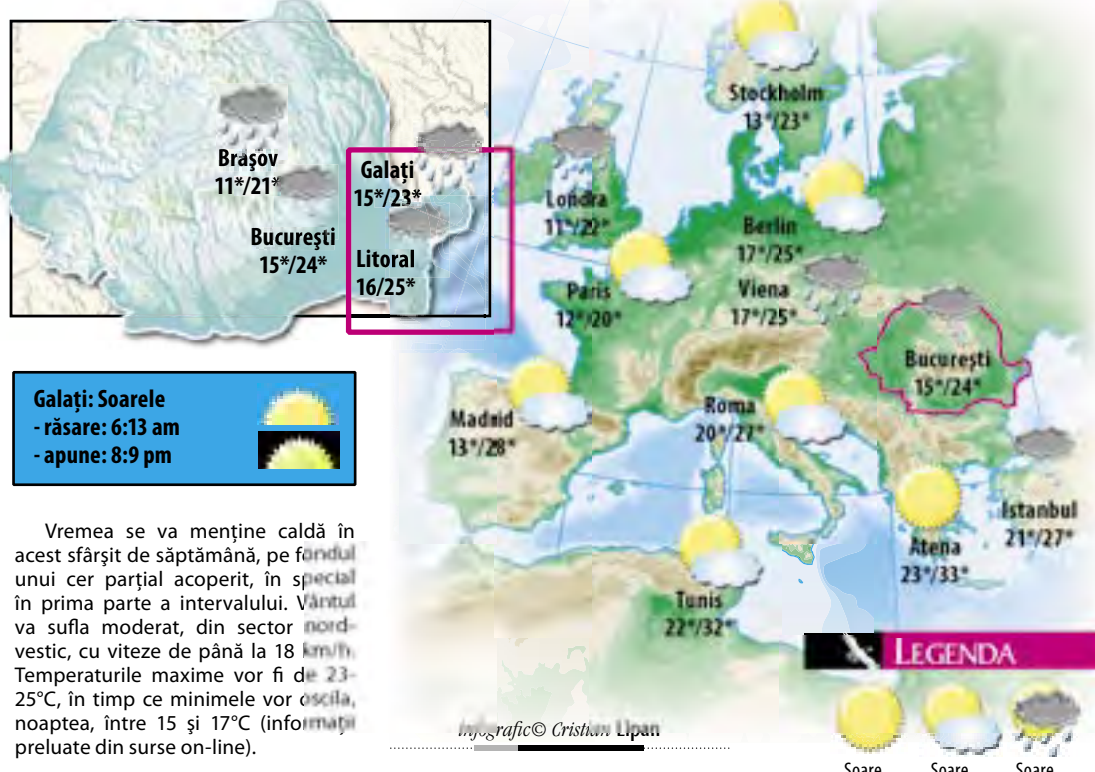 Braşov
11*/21*
Galaţi
15*/23*
Bucureşti
15*/24*
Litoral
16/25*
Stockholm
13*/23*
Londra
11*/22*
Berlin
17*/25*
Paris
12*/20*
Viena
17*/25*
Bucureşti
15*/24*
Madrid
13*/28*
Roma
20*/27*
Istanbul
21*/27*
Atena
23*/33*
Tunis
22*/32*
Galaţi: Soarele
- răsare: 6:13 am
- apune: 8:9 pm
Vremea se va menţine caldă în
acest sfârşit de săptămână, pe fondul
unui cer parţial acoperit, în special
în prima parte a intervalului. Vântul
va sufla moderat, din sector nord-
vestic, cu viteze de până la 18 km/h.
Temperaturile maxime vor fi de 23-
25°C, în timp ce minimele vor oscila,
noaptea, între 15 şi 17°C (informaţii
preluate din surse on-line).
Infografic© Cristian Lipan
LEGENDA
Soare
Soare
Soare